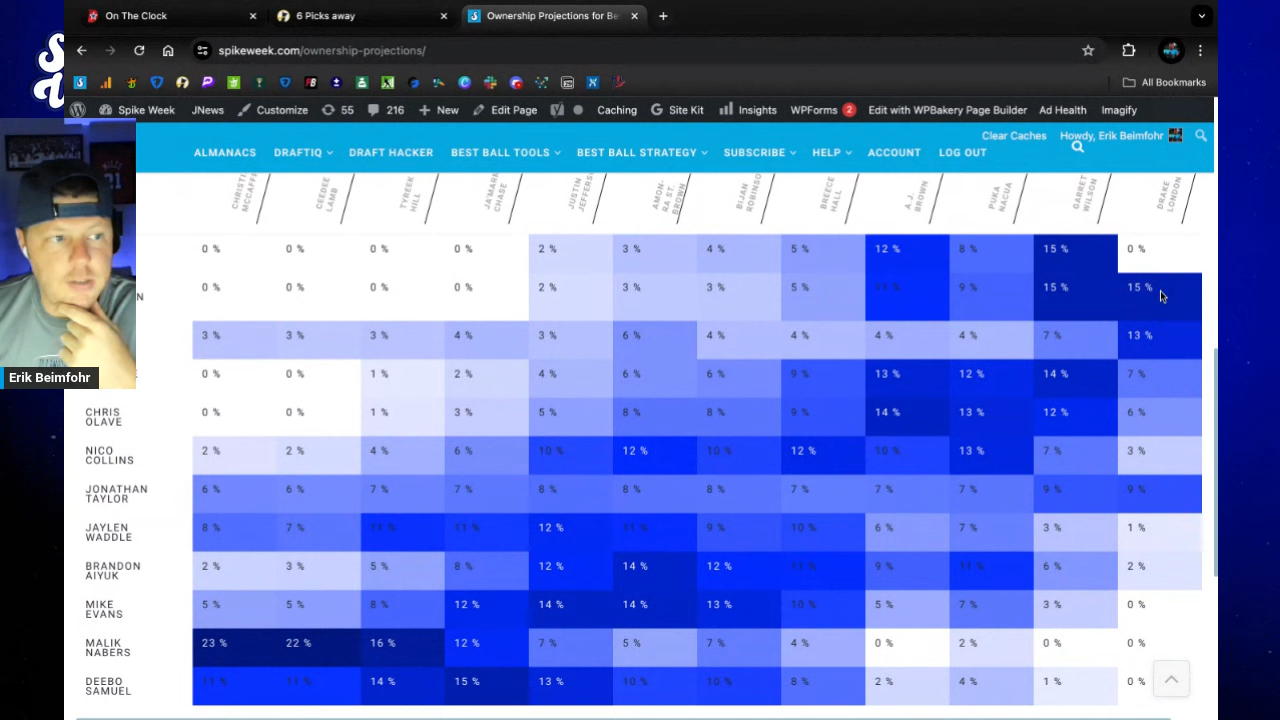 On The Clock
6 Picks away
Ownership Projections for Be
spikeweek.com/ownership-projections/
All Bookmarks
Spike Week JNews Customize 55 216 New Edit Page Caching Site Kit Insights WPForms 2 Edit with WPBakery Page Builder Ad Health Imagify
Clear Caches Howdy, Erik Beimfohr
ALMANACS DRAFTIQ DRAFT HACKER BEST BALL TOOLS BEST BALL STRATEGY SUBSCRIBE HELP ACCOUNT LOG OUT
CEEDEE LAMB
TYREEK HILL
CHASE
JUSTIN
AMON-RA ST. BROWN
BIJAN
BREECE HALL
A.J. BROWN
PUKA NACUA
GARRET WILSON
DRAKE LONDON
0 % 0 % 0 % 0 % 2 % 3 % 4 % 5 % 12 % 8 % 15 % 0 %
N 0 % 0 % 0 % 0 % 2 % 3 % 3 % 5 % 11 % 9 % 15 % 15 %
3 % 3 % 3 % 4 % 3 % 6 % 4 % 4 % 4 % 4 % 7 % 13 %
0 % 0 % 1 % 2 % 4 % 6 % 6 % 9 % 13 % 12 % 14 % 7 %
CHRIS OLAVE 0 % 0 % 1 % 3 % 5 % 8 % 8 % 9 % 14 % 13 % 12 % 6 %
NICO COLLINS 2 % 2 % 4 % 6 % 10 % 12 % 10 % 12 % 10 % 13 % 7 % 3 %
JONATHAN TAYLOR 6 % 6 % 7 % 7 % 8 % 8 % 8 % 7 % 7 % 7 % 9 % 9 %
JAYLEN WADDLE 8 % 7 % 11 % 11 % 12 % 11 % 9 % 10 % 6 % 7 % 3 % 1 %
BRANDON AIYUK 2 % 3 % 5 % 8 % 12 % 14 % 12 % 11 % 9 % 11 % 6 % 2 %
MIKE EVANS 5 % 5 % 8 % 12 % 14 % 14 % 13 % 10 % 5 % 7 % 3 % 0 %
MALIK NABERS 23 % 22 % 16 % 12 % 7 % 5 % 7 % 4 % 0 % 2 % 0 % 0 %
DEEBO SAMUEL 11 % 11 % 14 % 15 % 13 % 10 % 10 % 8 % 2 % 4 % 1 % 0 %
Erik Beimfohr